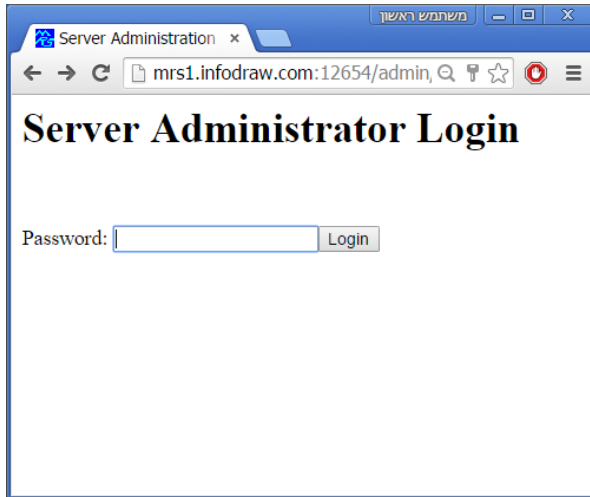 משתמש ראשון
Server Administration
mrs1.infodraw.com:12654/admin
Server Administrator Login
Password:
Login